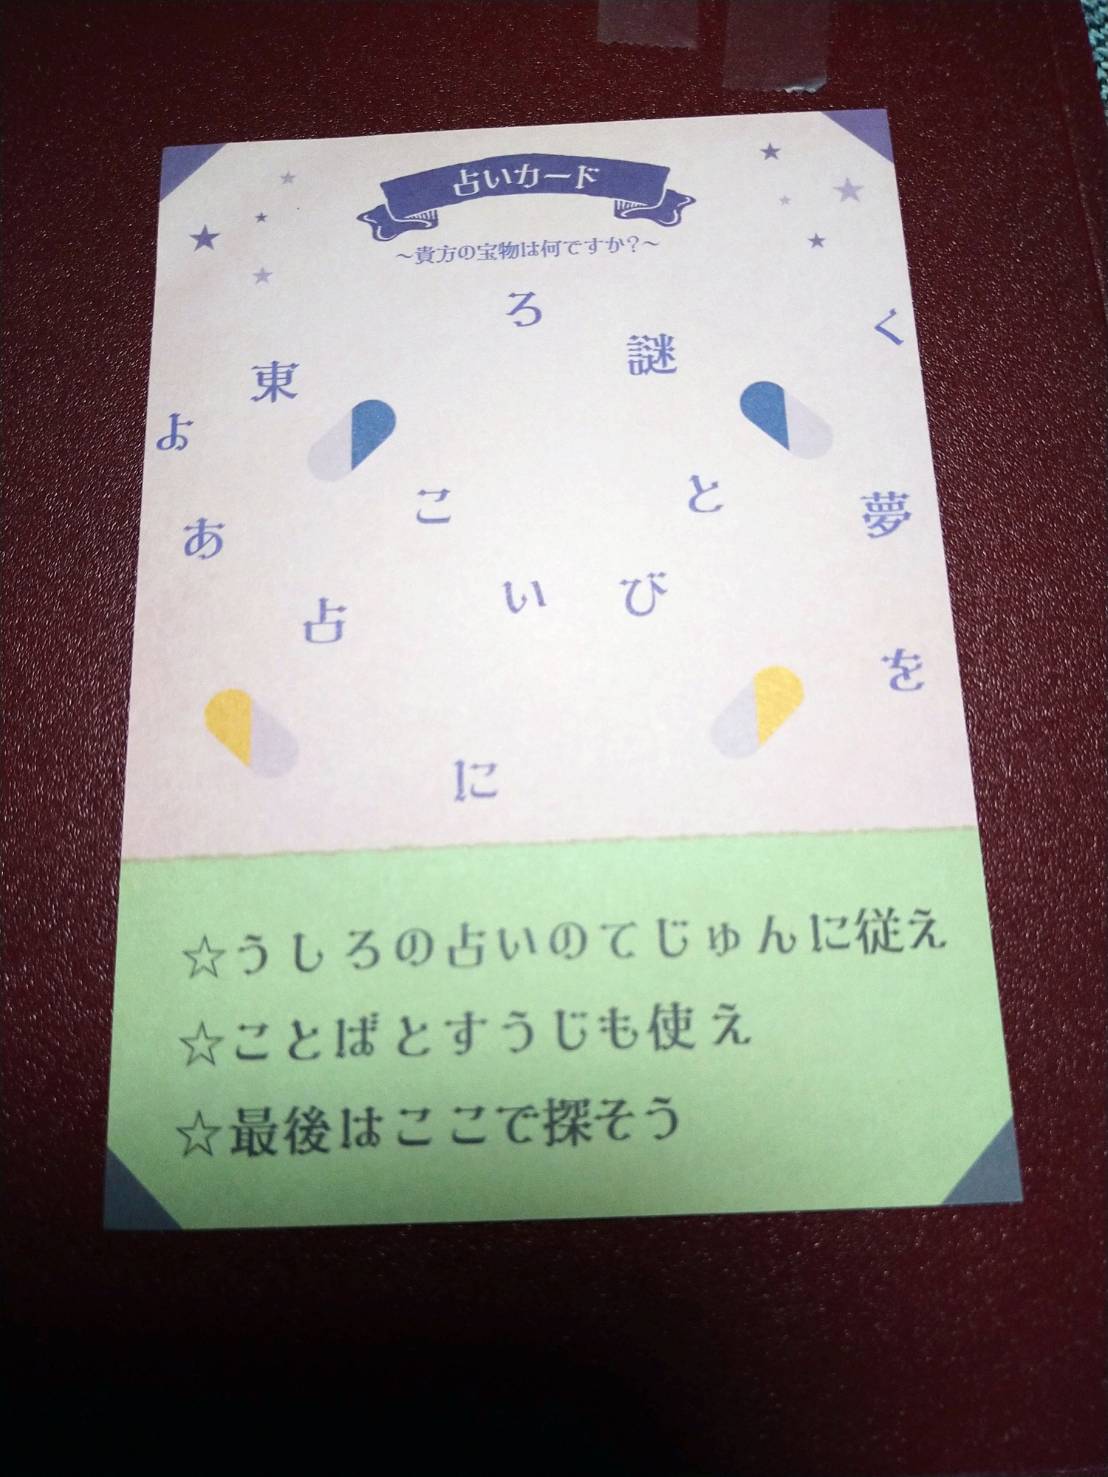 占いカード
～貴方の宝物は何ですか?～
ろ
く
謎
東
よ
こ
と
夢
あ
い
び
占
を
に
☆うしろの占いのてじゅんに従え
☆ことばとすうじも使え
☆最後はここで探そう